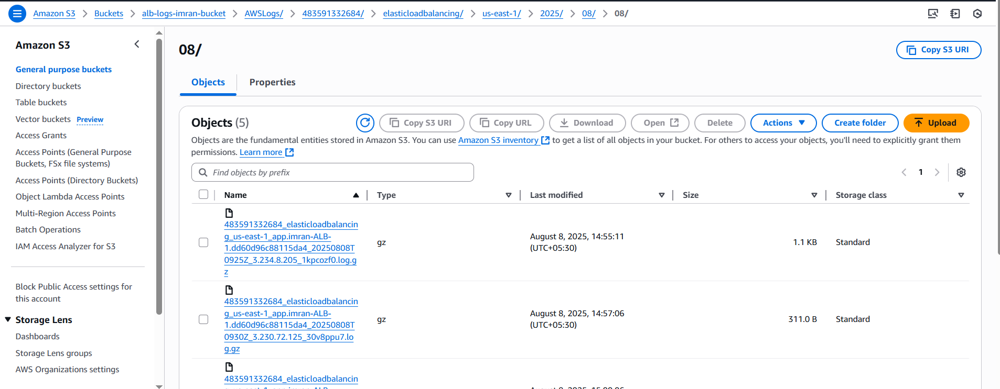 Amazon S3 > Buckets > alb-logs-imran-bucket > AWSLogs/ > 483591332684/ > elasticloadbalancing/ > us-east-1/ > 2025/ > 08/ > 08/
Amazon S3
General purpose buckets
Directory buckets
Table buckets
Vector buckets Preview
Access Grants
Access Points (General Purpose
Buckets, FSx file systems)
Access Points (Directory Buckets)
Object Lambda Access Points
Multi-Region Access Points
Batch Operations
IAM Access Analyzer for S3
Block Public Access settings for
this account
Storage Lens
Dashboards
Storage Lens groups
AWS Organizations settings
08/
Copy S3 URI
Objects
Properties
Objects (5)
Copy S3 URI
Copy URL
Download
Open
Delete
Actions
Create folder
Upload
Objects are the fundamental entities stored in Amazon S3. You can use Amazon S3 inventory to get a list of all objects in your bucket. For others to access your objects, you'll need to explicitly grant them
permissions. Learn more
Find objects by prefix
1
Name
Type
Last modified
Size
Storage class
483591332684_elasticloadbalancin
g_us-east-1_app.imran-ALB-
1.dd60d96c88115da4_20250808T
0925Z_3.234.8.205_1kpcozf0.log.g
z
gz
August 8, 2025, 14:55:11
(UTC+05:30)
1.1 KB
Standard
483591332684_elasticloadbalancin
g_us-east-1_app.imran-ALB-
1.dd60d96c88115da4_20250808T
0930Z_3.230.72.125_30v8ppu7.lo
g.gz
gz
August 8, 2025, 14:57:06
(UTC+05:30)
311.0 B
Standard
483591332684_elasticloadbalancin